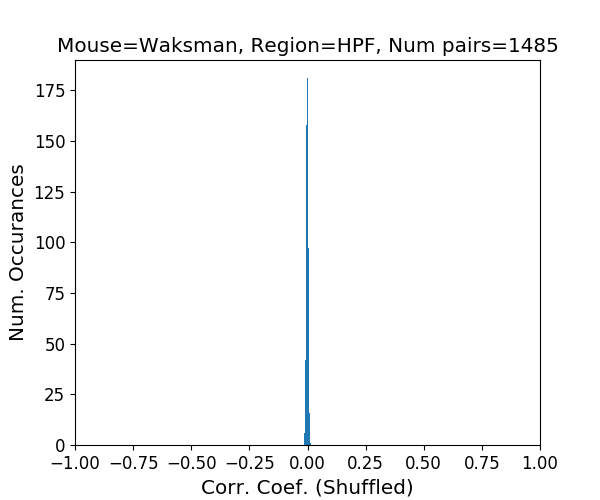 Mouse=Waksman, Region=HPF, Num pairs=1485
175
150
125
100
75
50
25
0
Num. Occurances
−1.00 −0.75 −0.50 −0.25 0.00 0.25 0.50 0.75 1.00
Corr. Coef. (Shuffled)